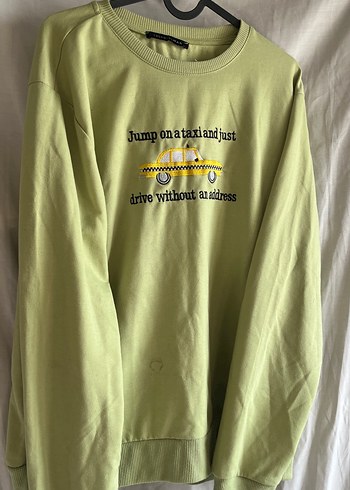 Jump on a taxi and just
drive without an address